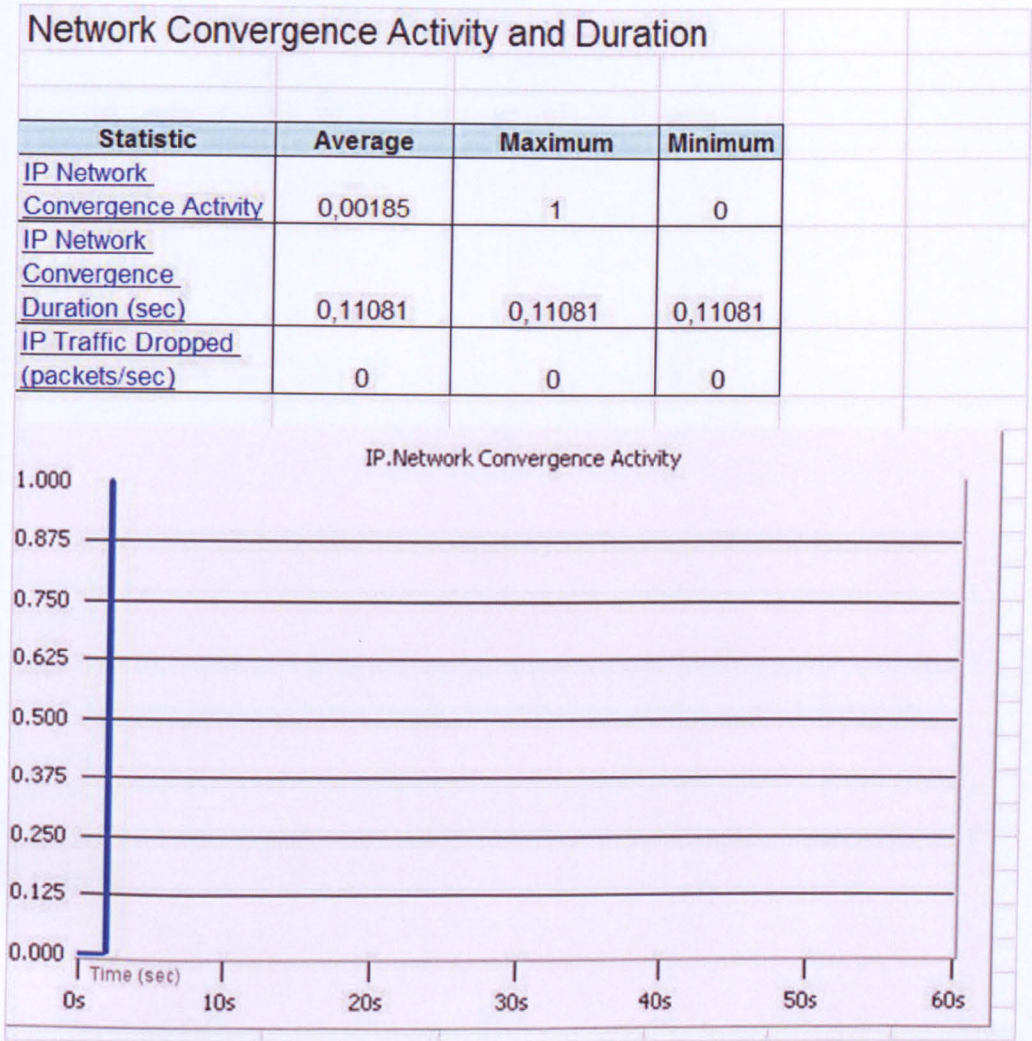 Network Convergence Activity and Duration
Statistic Average Maximum Minimum
IP Network
Convergence Activity 0,00185 1 0
IP Network
Convergence
Duration (sec) 0,11081 0,11081 0,11081
IP Traffic Dropped
(packets/sec) 0 0 0
IP.Network Convergence Activity
1.000
0.875
0.750
0.625
0.500
0.375
0.250
0.125
0.000
Time (sec)
0s 10s 20s 30s 40s 50s 60s